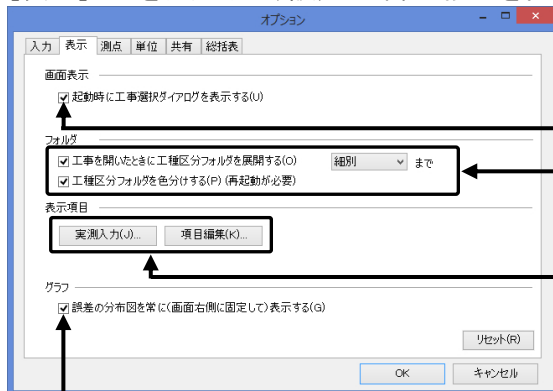 オプション
入力 表示 測点 単位 共有 総括表
画面表示
起動時に工事選択ダイアログを表示する(U)
フォルダ
工事を開いたときに工種区分フォルダを展開する(O) 細別 まで
工種区分フォルダを色分けする(P) (再起動が必要)
表示項目
実測入力(J)... 項目編集(K)...
グラフ
誤差の分布図を常に(画面右側に固定して)表示する(G)
リセット(R)
OK キャンセル